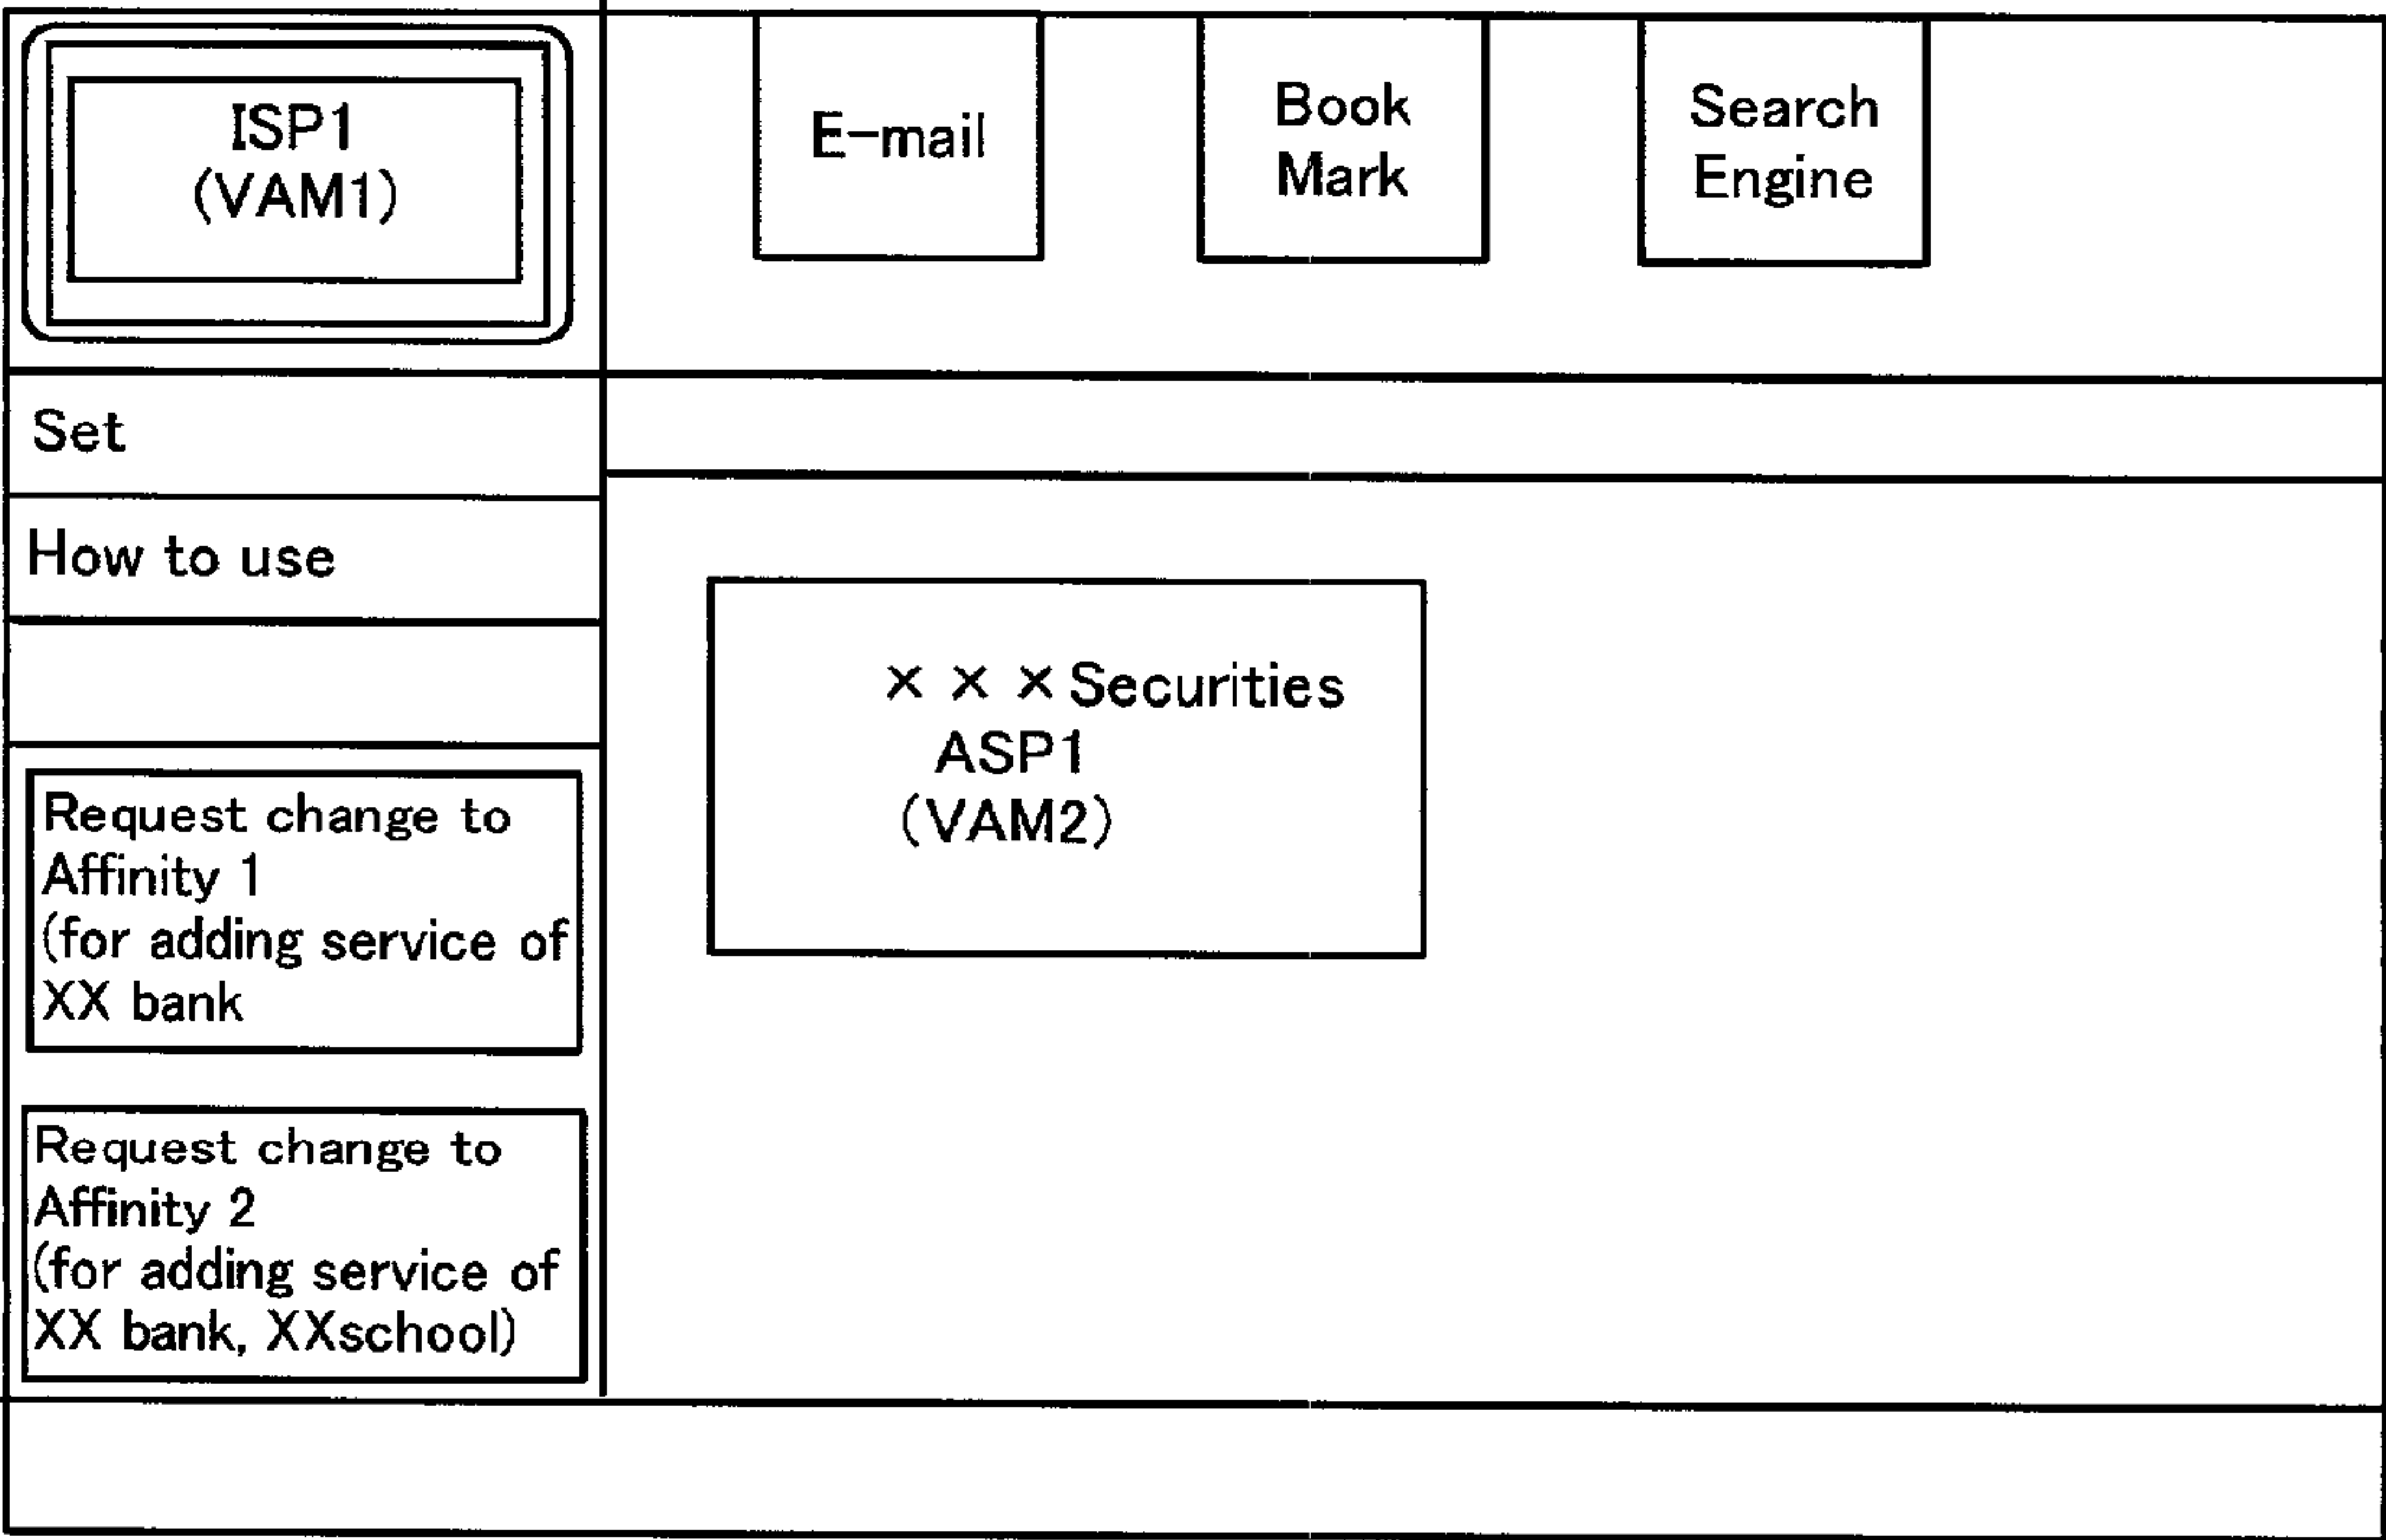 ISP1
(VAM1)
E-mail
Book
Mark
Search
Engine
Set
How to use
× × × Securities
ASP1
(VAM2)
Request change to
Affinity 1
(for adding service of
XX bank
Request change to
Affinity 2
(for adding service of
XX bank, XXschool)